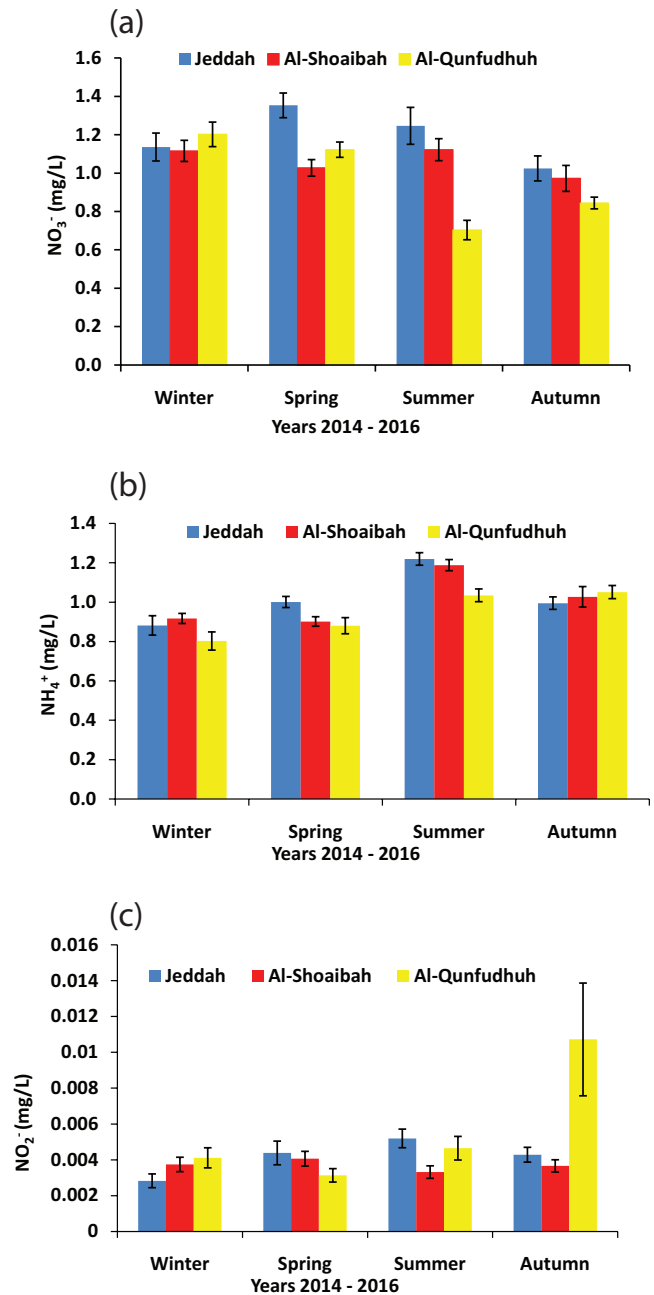 (a)
1.6
1.4
1.2
1.0
0.8
0.6
0.4
0.2
0.0
NO₃⁻ (mg/L)
Jeddah Al-Shoaibah Al-Qunfudhuh
Winter Spring Summer Autumn
Years 2014 - 2016
(b)
1.4
1.2
1.0
0.8
0.6
0.4
0.2
0.0
NH₄⁺ (mg/L)
Jeddah Al-Shoaibah Al-Qunfudhuh
Winter Spring Summer Autumn
Years 2014 - 2016
(c)
0.016
0.014
0.012
0.01
0.008
0.006
0.004
0.002
0
NO₂⁻ (mg/L)
Jeddah Al-Shoaibah Al-Qunfudhuh
Winter Spring Summer Autumn
Years 2014 - 2016